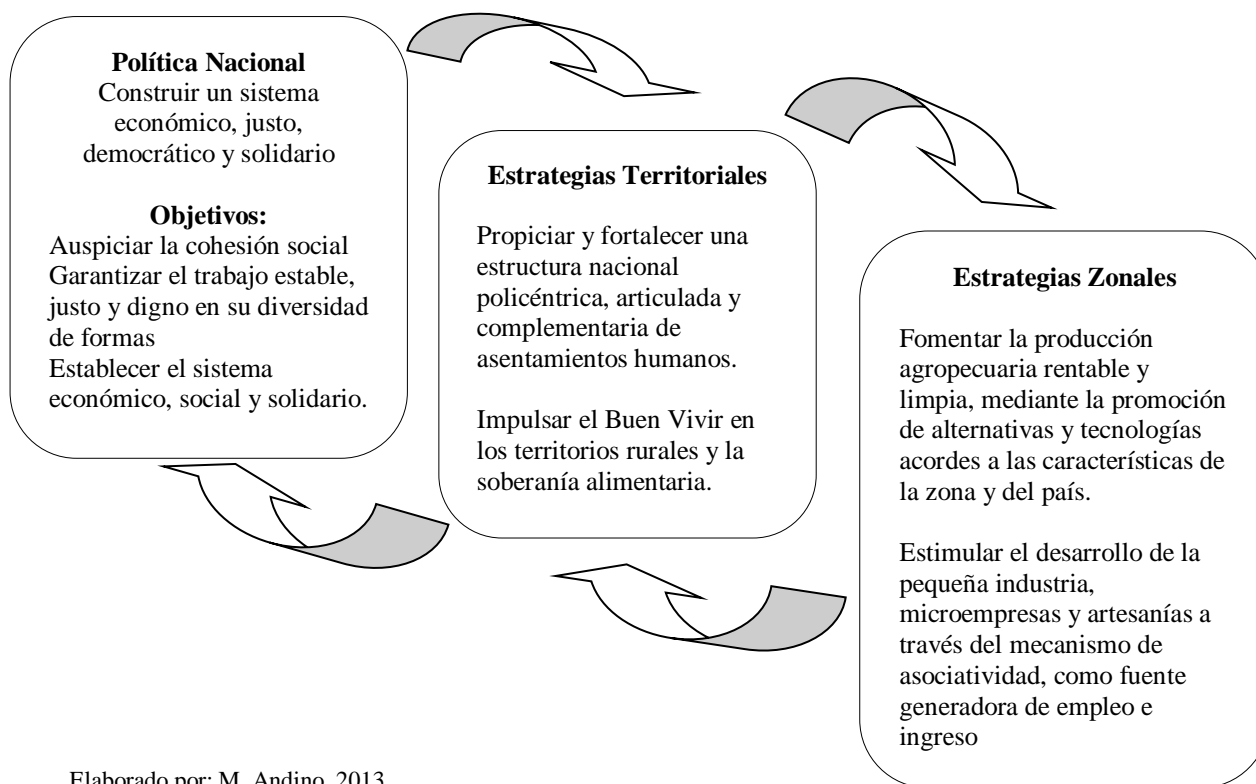 Política Nacional
Construir un sistema
económico, justo,
democrático y solidario
Objetivos:
Auspiciar la cohesión social
Garantizar el trabajo estable,
justo y digno en su diversidad
de formas
Establecer el sistema
económico, social y solidario.
Estrategias Territoriales
Propiciar y fortalecer una
estructura nacional
policéntrica, articulada y
complementaria de
asentamientos humanos.
Impulsar el Buen Vivir en
los territorios rurales y la
soberanía alimentaria.
Estrategias Zonales
Fomentar la producción
agropecuaria rentable y
limpia, mediante la promoción
de alternativas y tecnologías
acordes a las características de
la zona y del país.
Estimular el desarrollo de la
pequeña industria,
microempresas y artesanías a
través del mecanismo de
asociatividad, como fuente
generadora de empleo e
ingreso
Elaborado por: M. Andino, 2013